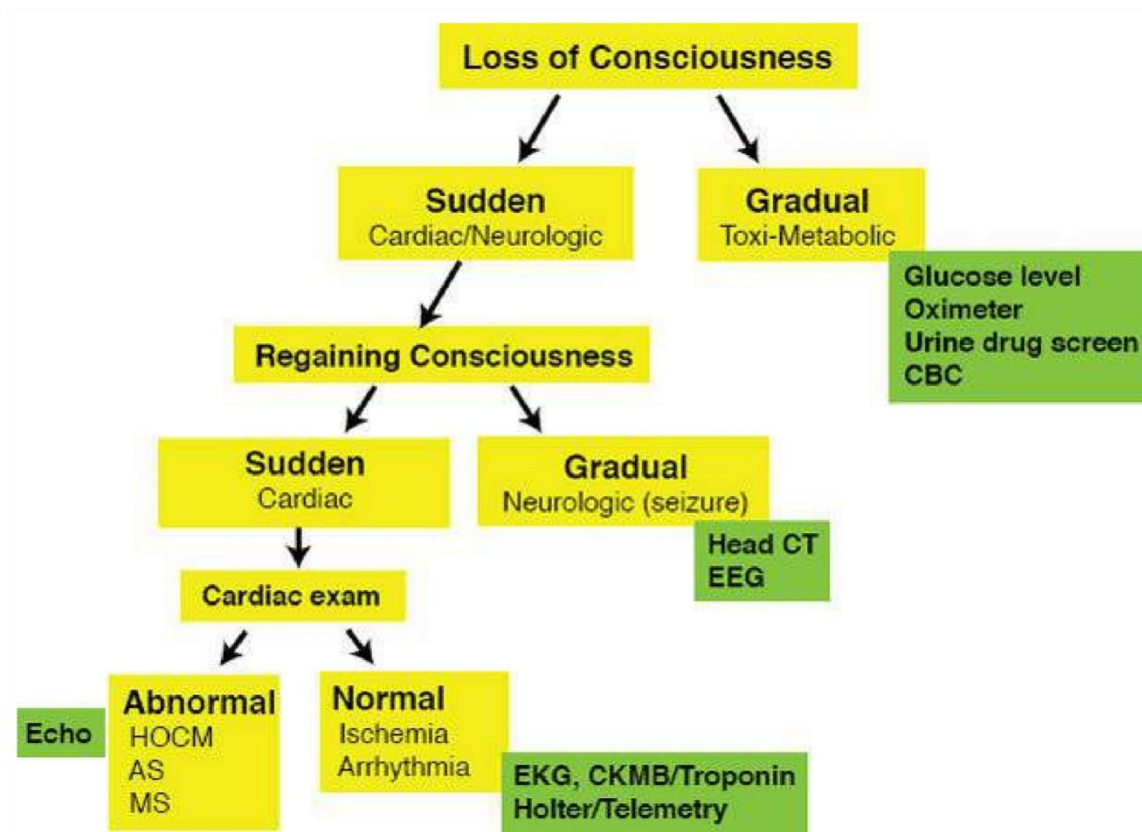 Loss of Consciousness
Sudden
Cardiac/Neurologic
Gradual
Toxi-Metabolic
Glucose level
Oximeter
Urine drug screen
CBC
Regaining Consciousness
Sudden
Cardiac
Gradual
Neurologic (seizure)
Head CT
EEG
Cardiac exam
Echo
Abnormal
HOCM
AS
MS
Normal
Ischemia
Arrhythmia
EKG, CKMB/Troponin
Holter/Telemetry